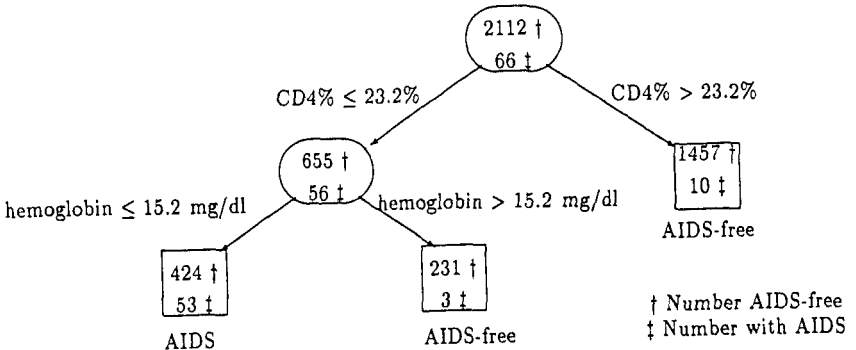 2112 †
66 ‡
CD4% ≤ 23.2%
CD4% > 23.2%
655 †
56 ‡
1457 †
10 ‡
AIDS-free
hemoglobin ≤ 15.2 mg/dl
hemoglobin > 15.2 mg/dl
424 †
53 ‡
AIDS
231 †
3 ‡
AIDS-free
† Number AIDS-free
‡ Number with AIDS